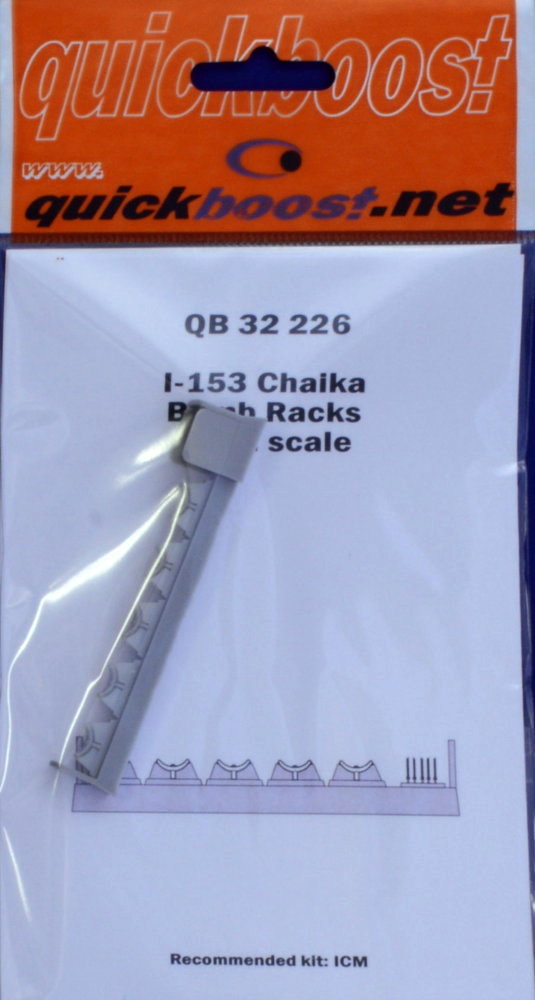 quickboost
www.
quickboost.net
QB 32 226
I-153 Chaika
Racks
scale
Recommended kit: ICM